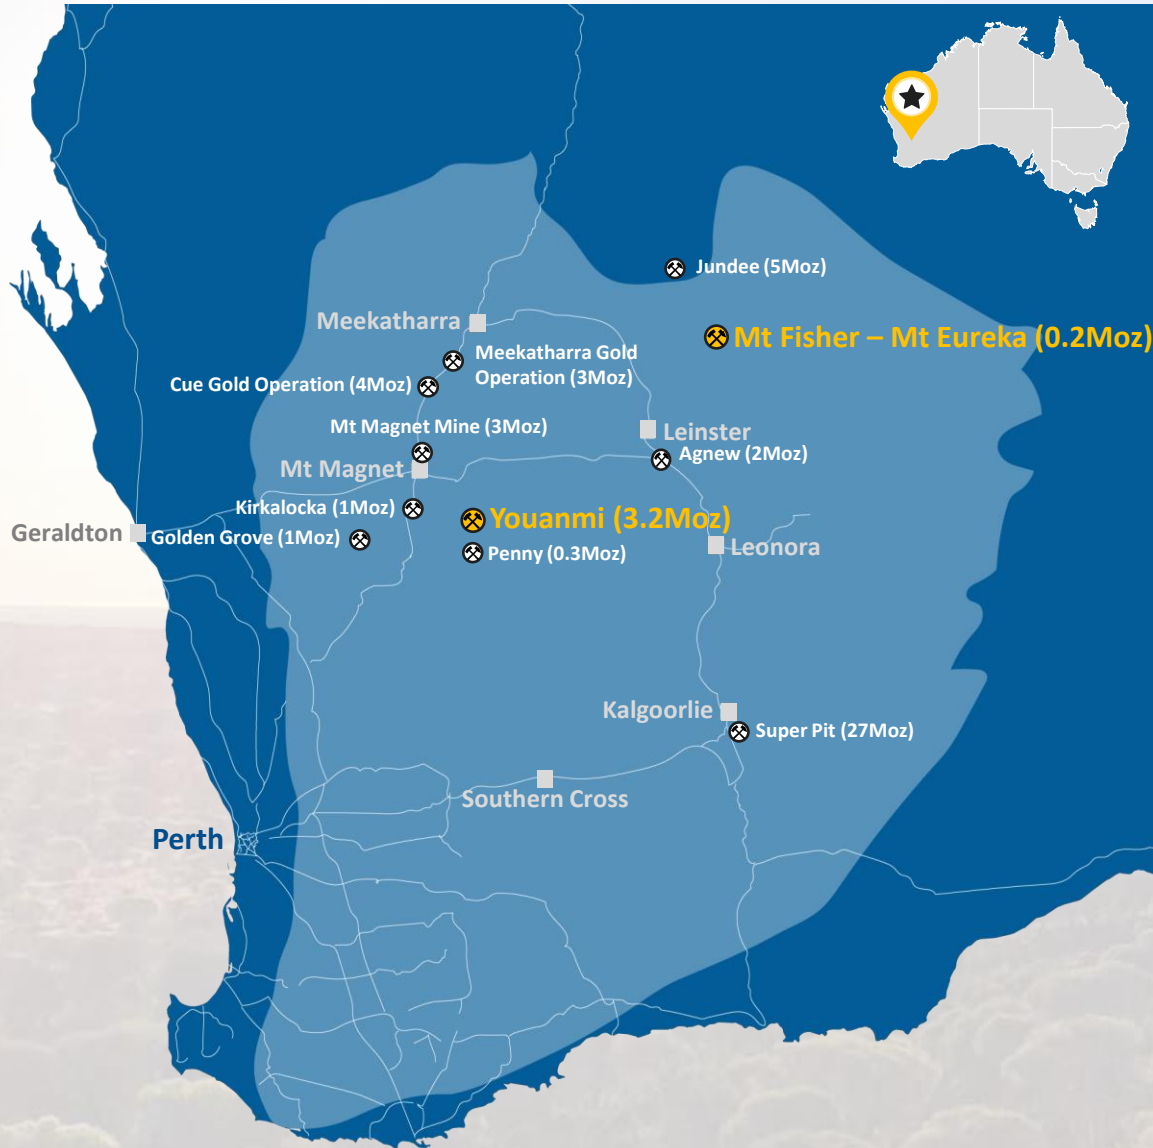 Jundee (5Moz)
Meekatharra
Mt Fisher – Mt Eureka (0.2Moz)
Meekatharra Gold
Operation (3Moz)
Cue Gold Operation (4Moz)
Mt Magnet Mine (3Moz)
Leinster
Agnew (2Moz)
Mt Magnet
Kirkalocka (1Moz)
Youanmi (3.2Moz)
Geraldton
Golden Grove (1Moz)
Penny (0.3Moz)
Leonora
Kalgoorlie
Super Pit (27Moz)
Southern Cross
Perth